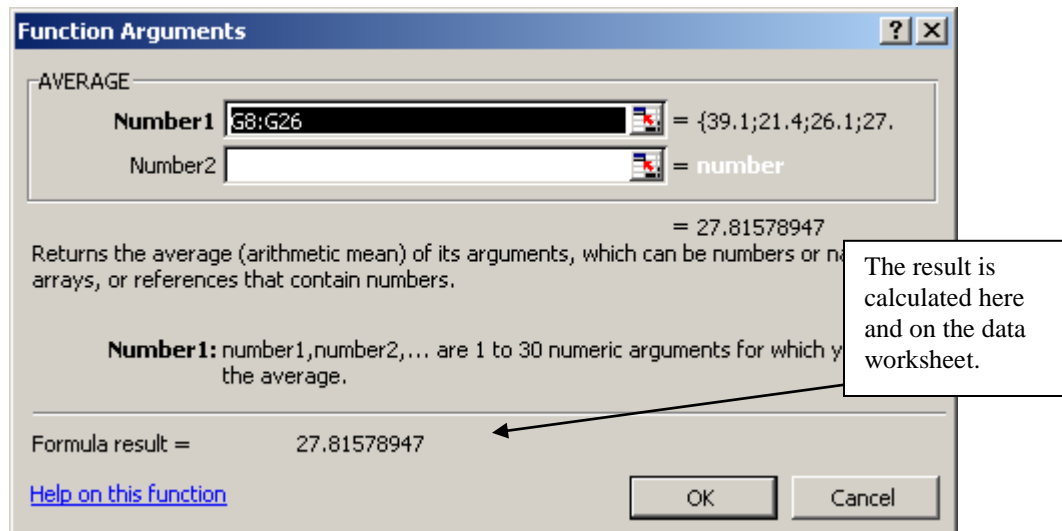 Function Arguments
AVERAGE
Number1 G8:G26 = {39.1;21.4;26.1;27.
Number2 = number
= 27.81578947
Returns the average (arithmetic mean) of its arguments, which can be numbers or
arrays, or references that contain numbers.
The result is
calculated here
and on the data
worksheet.
Number1: number1,number2,... are 1 to 30 numeric arguments for which
the average.
Formula result = 27.81578947
Help on this function
OK Cancel